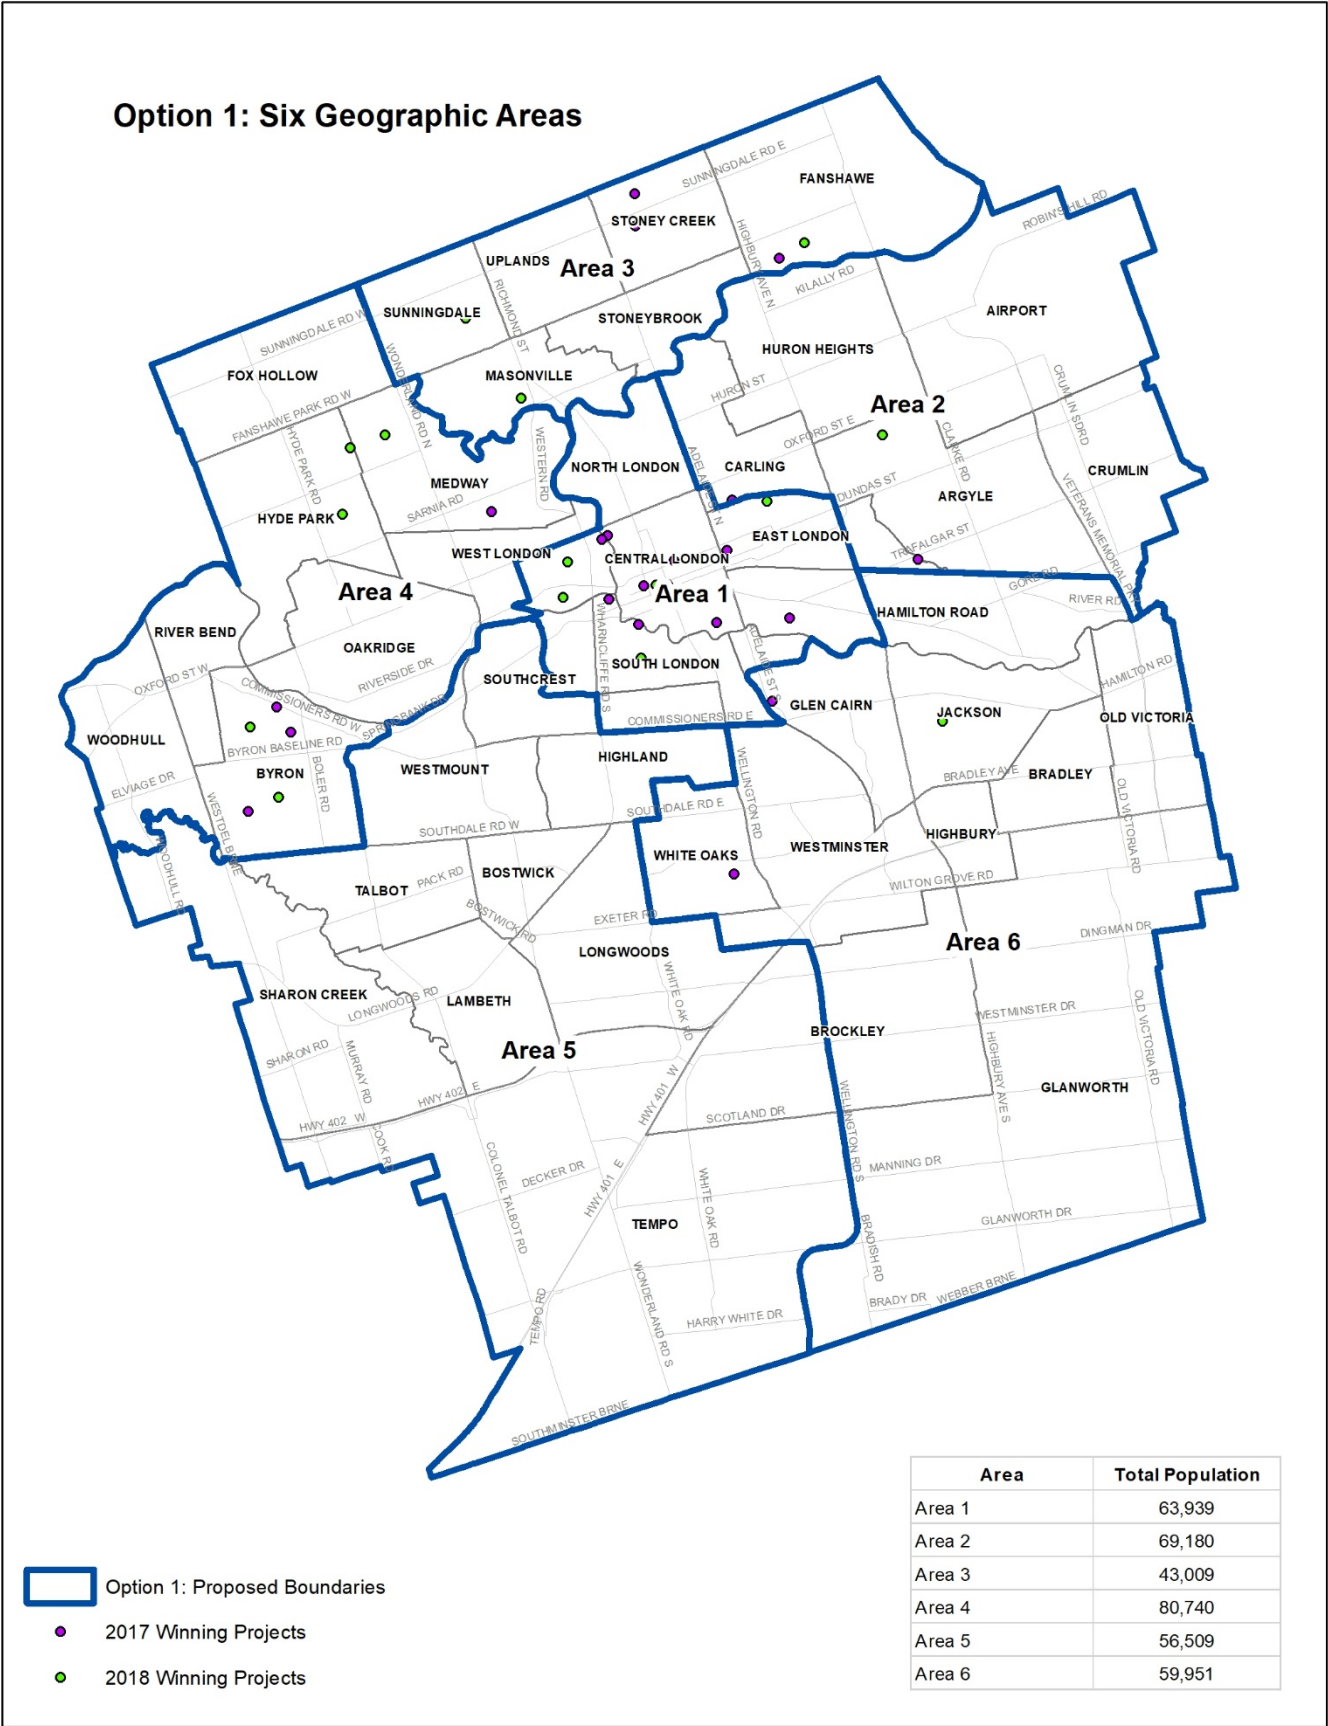 Option 1: Six Geographic Areas
SUNNINGDALE RD E
FANSHAWE
STONEY CREEK
ROBIN'S HILL RD
HIGHBURY AVE N
UPLANDS
Area 3
KILALLY RD
RICHMOND ST
AIRPORT
SUNNINGDALE
STONEYBROOK
SUNNINGDALE RD W
HURON HEIGHTS
WONDERLAND RD N
FOX HOLLOW
MASONVILLE
HURON ST
CRUMLIN SDRD
FANSHAWE PARK RD W
Area 2
OXFORD ST E
HYDE PARK RD
WESTERN RD
ADELAIDE ST N
CLARKE RD
NORTH LONDON
CARLING
CRUMLIN
MEDWAY
DUNDAS ST
ARGYLE
SARNIA RD
HYDE PARK
VETERANS MEMORIAL PKY
EAST LONDON
TRAFALGAR ST
WEST LONDON
CENTRAL LONDON
GORE RD
Area 4
Area 1
RIVER RD
HAMILTON ROAD
WHARNCLIFFE RD S
RIVER BEND
OAKRIDGE
ADELAIDE ST S
SOUTH LONDON
RIVERSIDE DR
HAMILTON RD
OXFORD ST W
SOUTHCREST
COMMISSIONERS RD W
SPRINGBANK DR
GLEN CAIRN
JACKSON
OLD VICTORIA
COMMISSIONERS RD E
WOODHULL
BYRON BASELINE RD
HIGHLAND
WESTMOUNT
BYRON
BOLER RD
BRADLEY AVE
BRADLEY
ELVIAGE DR
WELLINGTON RD
SOUTHDALE RD E
WESTDEL BRNE
OLD VICTORIA RD
SOUTHDALE RD W
HIGHBURY
WESTMINSTER
WHITE OAKS
WOODHULL RD
BOSTWICK
PACK RD
WILTON GROVE RD
TALBOT
BOSTWICK RD
EXETER RD
DINGMAN DR
Area 6
LONGWOODS
WHITE OAK RD
SHARON CREEK
LONGWOODS RD
LAMBETH
WESTMINSTER DR
OLD VICTORIA RD
BROCKLEY
Area 5
SHARON RD
MURRAY RD
HIGHBURY AVE S
GLANWORTH
HWY 401 W
HWY 402 E
WELLINGTON RD S
SCOTLAND DR
HWY 402 W
COOK RD
COLONEL TALBOT RD
MANNING DR
DECKER DR
HWY 401 E
WHITE OAK RD
GLANWORTH DR
TEMPO
BRADISH RD
WONDERLAND RD S
WEBBER BRNE
BRADY DR
TEMPO RD
HARRY WHITE DR
SOUTHMINSTER BRNE
Area Total Population
Area 1 63,939
Area 2 69,180
Area 3 43,009
Area 4 80,740
Area 5 56,509
Area 6 59,951
Option 1: Proposed Boundaries
2017 Winning Projects
2018 Winning Projects